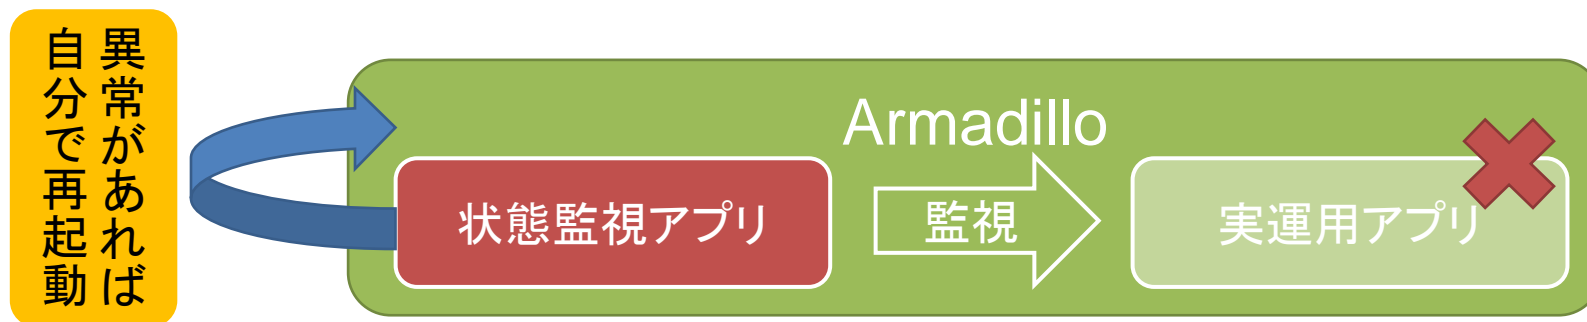 異常があれば
自分で再起動
Armadillo
状態監視アプリ
監視
実運用アプリ